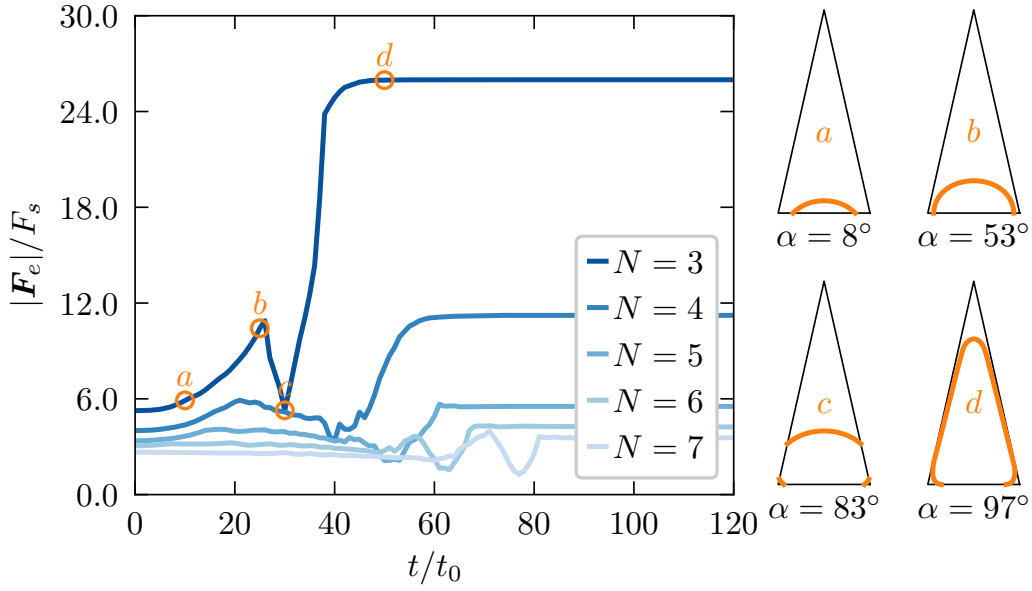 30.0
24.0
18.0
12.0
6.0
0.0
|F_e|/F_s
0 20 40 60 80 100 120
t/t_0
a
b
c
d
N = 3
N = 4
N = 5
N = 6
N = 7
a b
α = 8° α = 53°
c d
α = 83° α = 97°